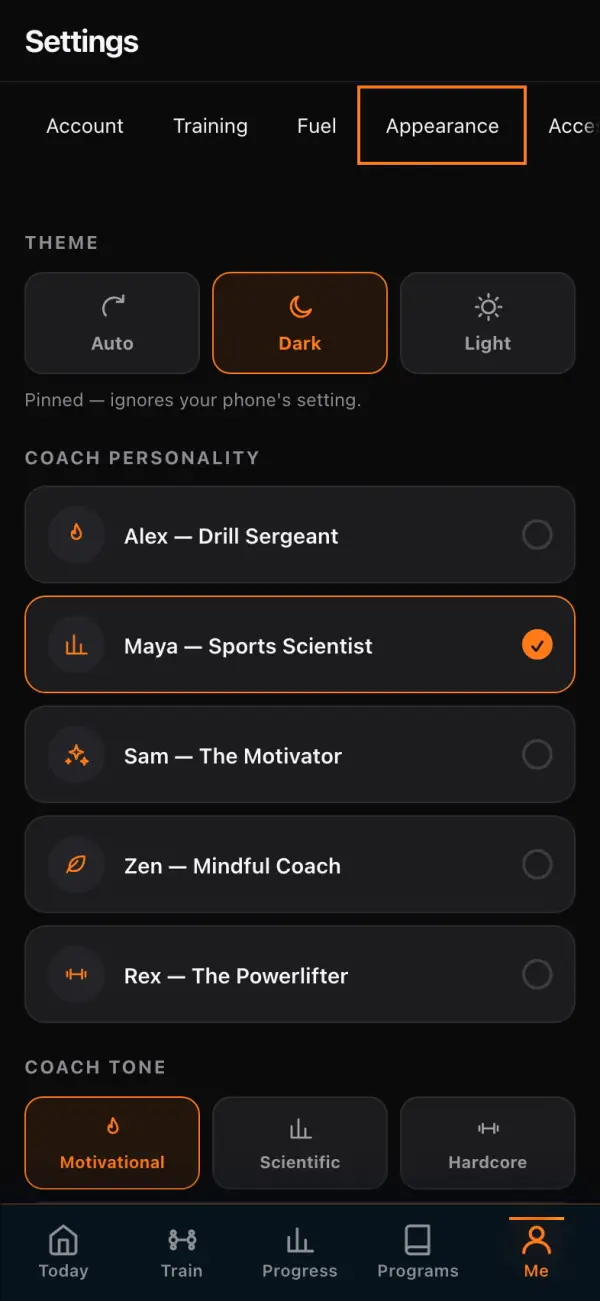 Settings
Account Training Fuel Appearance Acce
THEME
Auto Dark Light
Pinned — ignores your phone's setting.
COACH PERSONALITY
Alex — Drill Sergeant
Maya — Sports Scientist
Sam — The Motivator
Zen — Mindful Coach
Rex — The Powerlifter
COACH TONE
Motivational Scientific Hardcore
Today Train Progress Programs Me